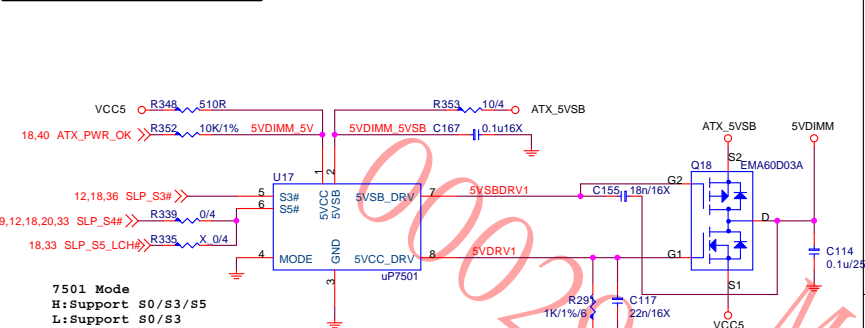 VCC5 R348 510R R353 10/4 ATX_5VSB
18,40 ATX_PWR_OK R352 10K/1% 5VDIMM_5V 5VDIMM_5VSB C167 0.1u16X
ATX_5VSB 5VDIMM
S2
Q18 EMA60D03A
U17 1 2 G2
12,18,36 SLP_S3# 5 S3# 5VCC 5VSB 5VSB_DRV 7 5VSBDRV1 C155 18n/16X
9,12,18,20,33 SLP_S4# R339 0/4 6 S5# D
18,33 SLP_S5_LCH# R335 X_0/4
4 MODE GND 5VCC_DRV 8 5VDRV1 G1 C114
uP7501 0.1u/25
3 S1
7501 Mode R29 C117
H:Support S0/S3/S5 1K/1%/6 22n/16X
L:Support S0/S3 VCC5